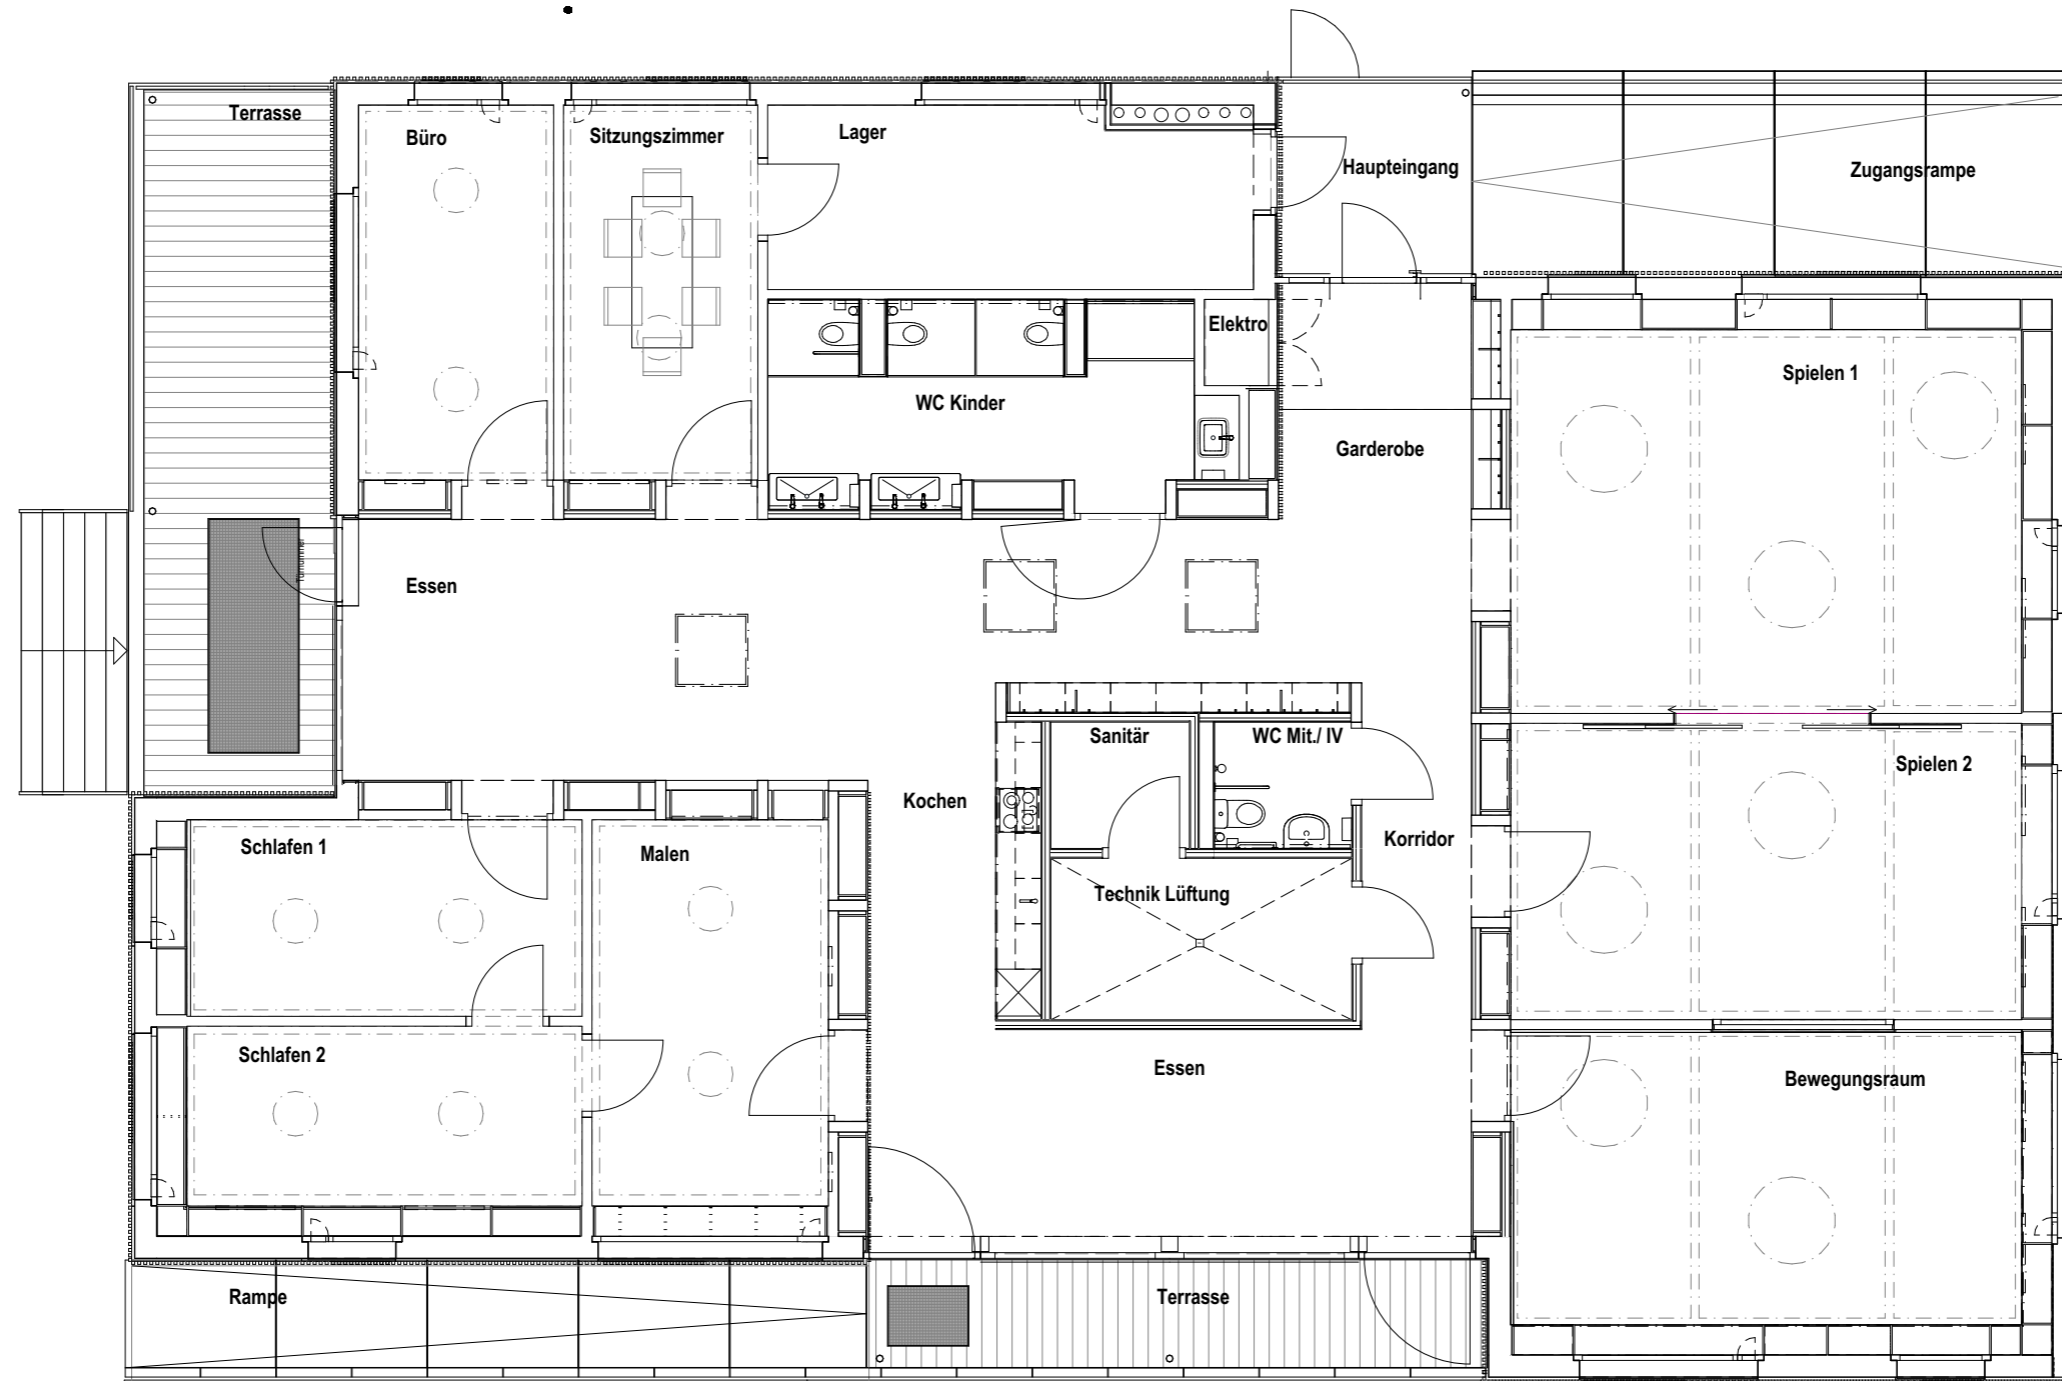 Terrasse
Büro
Sitzungszimmer
Lager
Haupteingang
Zugangsrampe
Elektro
WC Kinder
Garderobe
Spielen 1
Essen
Sanitär
WC Mit./ IV
Spielen 2
Kochen
Korridor
Schlafen 1
Malen
Technik Lüftung
Schlafen 2
Essen
Bewegungsraum
Rampe
Terrasse